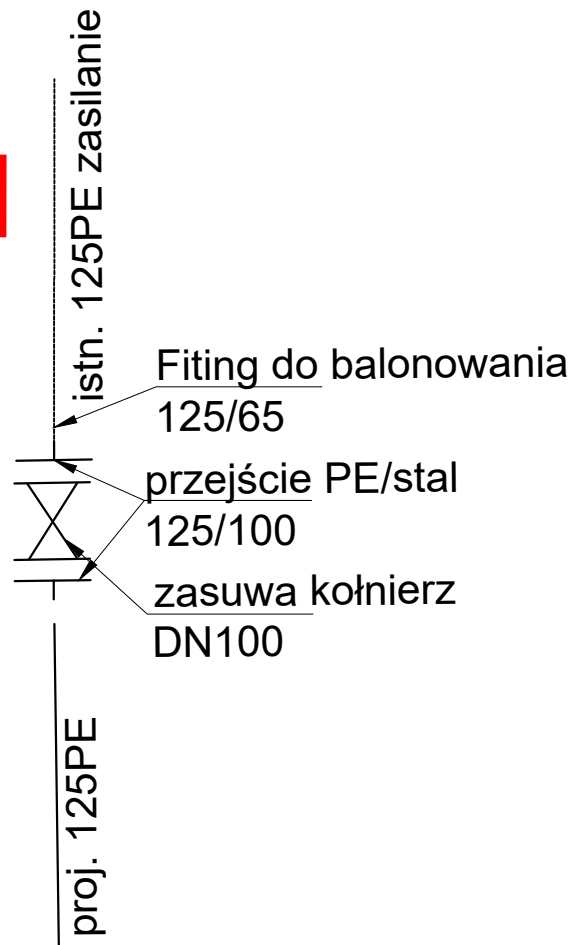 istn. 125PE zasilanie
Fiting do balonowania
125/65
przejście PE/stal
125/100
zasuwa kołnierz
DN100
proj. 125PE